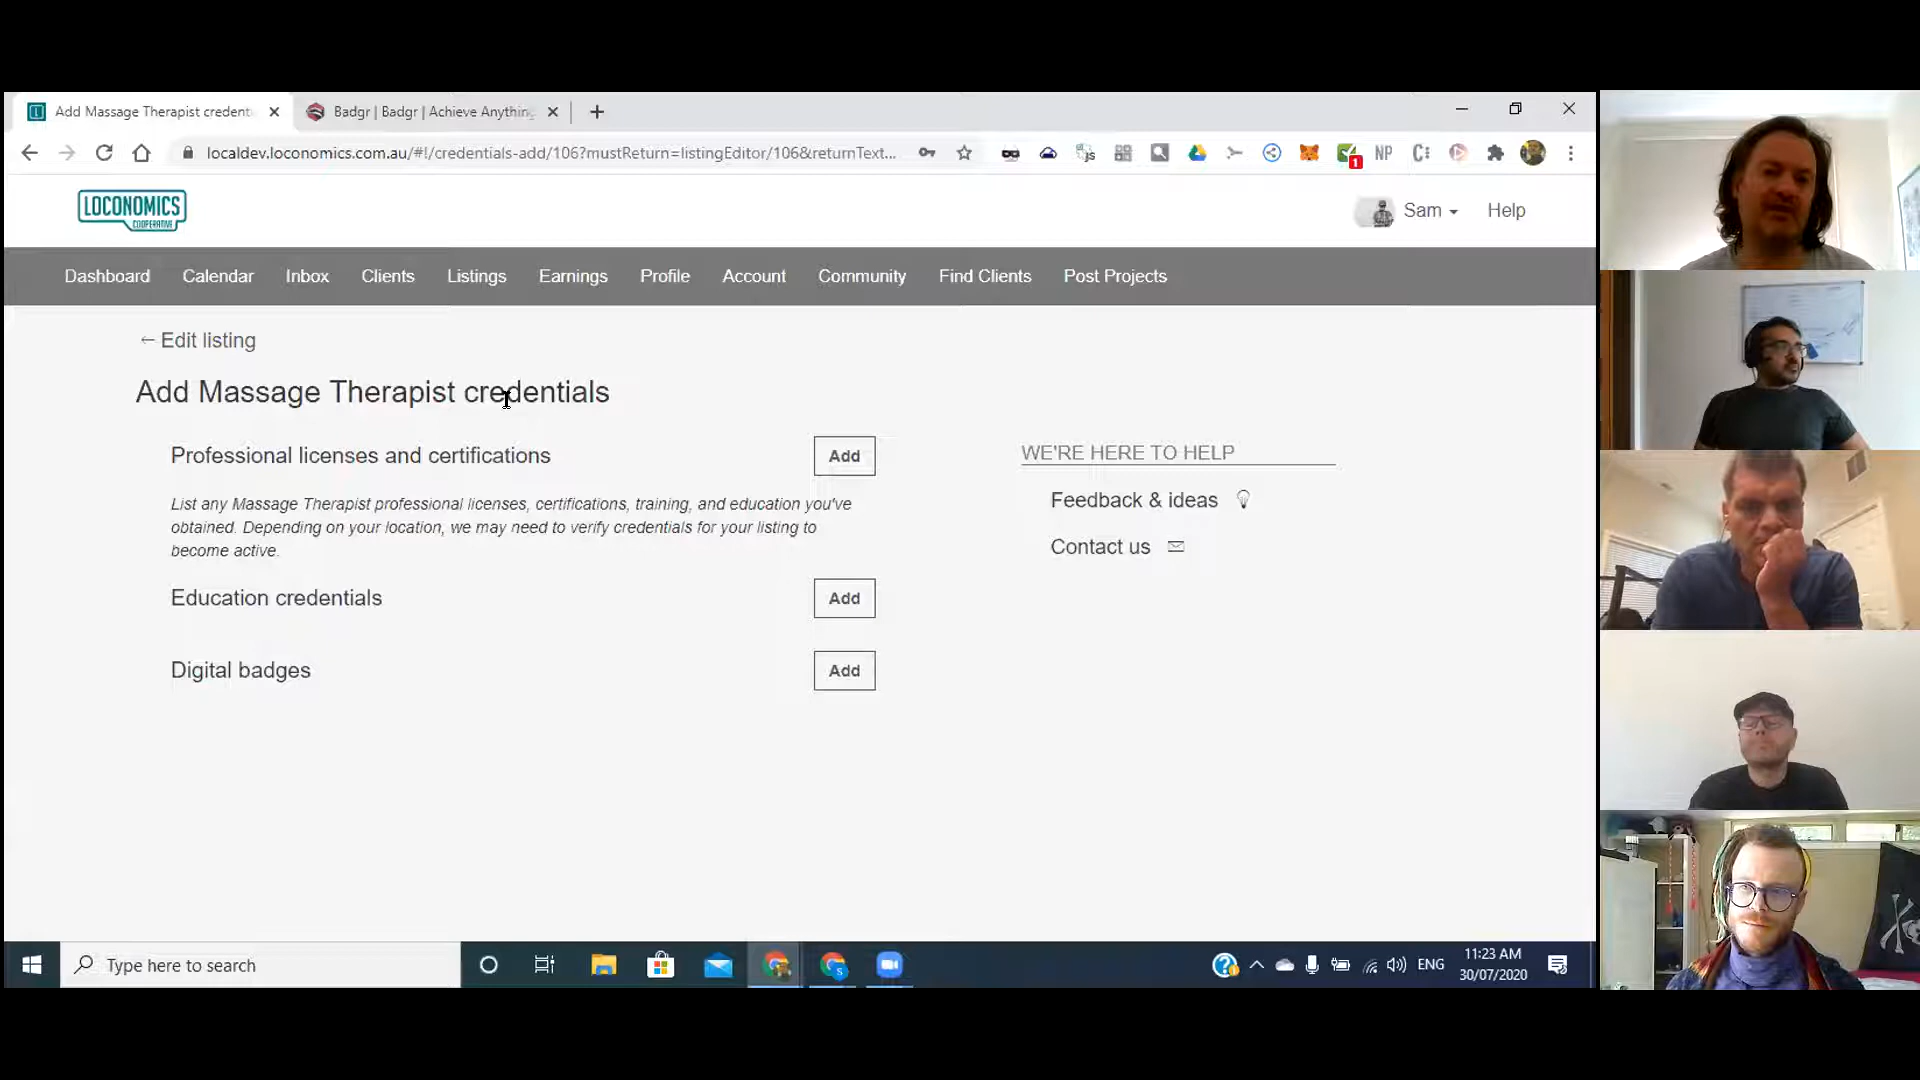 Add Massage Therapist credent
Badgr | Badgr | Achieve Anything
localdev.loconomics.com.au/#!/credentials-add/106?mustReturn=listingEditor/106&returnText...
1
NP
LOCONOMICS
COOPERATIVE
Sam
Help
Dashboard
Calendar
Inbox
Clients
Listings
Earnings
Profile
Account
Community
Find Clients
Post Projects
← Edit listing
Add Massage Therapist credentials
Professional licenses and certifications
Add
List any Massage Therapist professional licenses, certifications, training, and education you've
obtained. Depending on your location, we may need to verify credentials for your listing to
become active.
Education credentials
Add
Digital badges
Add
WE'RE HERE TO HELP
Feedback & ideas
Contact us
Type here to search
ENG
11:23 AM
30/07/2020